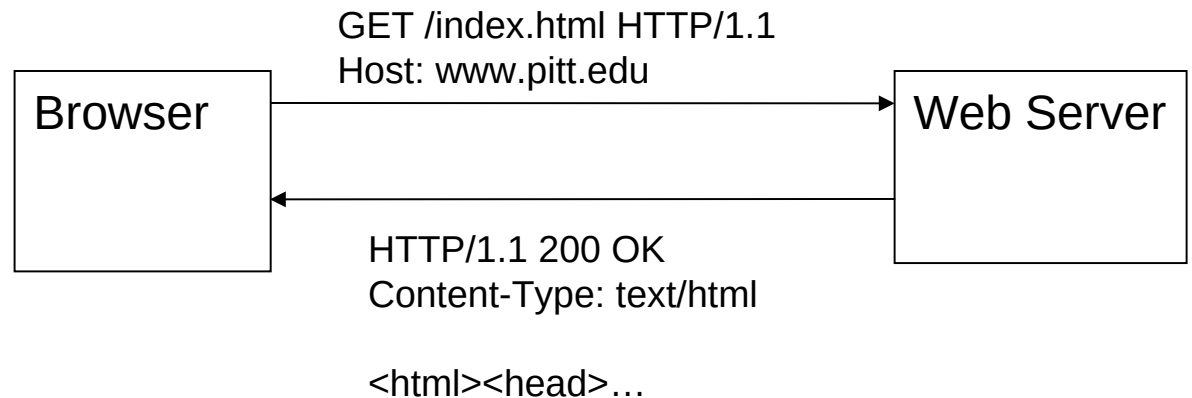 GET /index.html HTTP/1.1
Host: www.pitt.edu
Browser
Web Server
HTTP/1.1 200 OK
Content-Type: text/html
<html><head>…